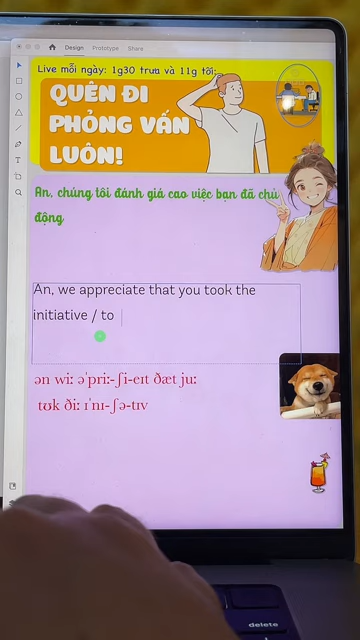 Design Prototype Share
Live mỗi ngày: 1g30 trưa và 11g tối:
QUÊN ĐI
PHỎNG VẤN
LUÔN!
An, chúng tôi đánh giá cao việc bạn đã chủ
động
An, we appreciate that you took the
initiative / to
ən wiː əˈpriː-ʃi-eɪt ðæt juː
tʊk ðiː ɪˈnɪ-ʃə-tɪv
delete